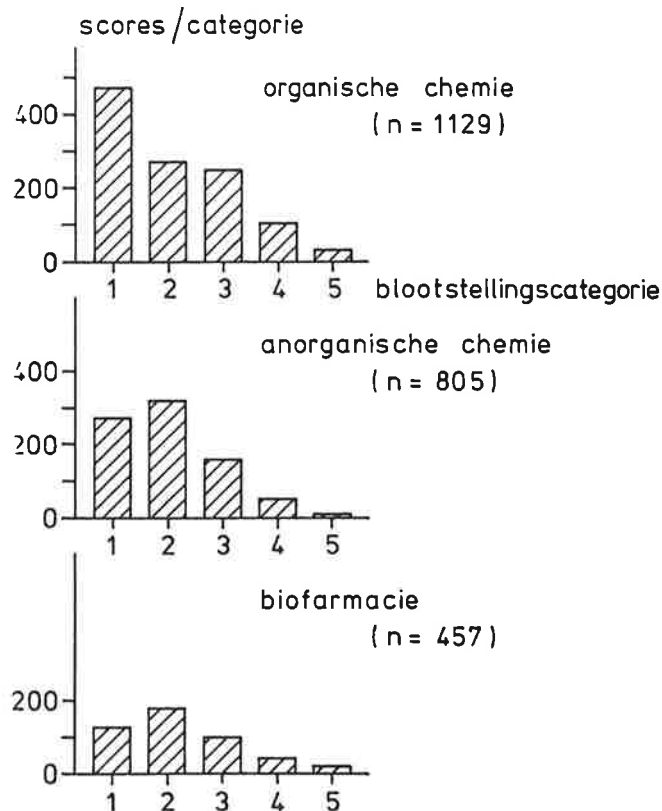 scores/categorie
organische chemie
(n = 1129)
400
200
0
1 2 3 4 5 blootstellingscategorie
anorganische chemie
(n = 805)
400
200
0
1 2 3 4 5
biofarmacie
(n = 457)
200
0
1 2 3 4 5